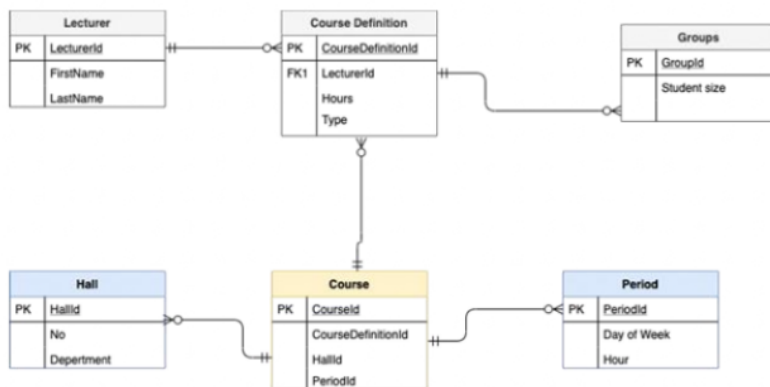 Lecturer
PK LecturerId
FirstName
LastName
Course Definition
PK CourseDefinitionId
FK1 LecturerId
Hours
Type
Groups
PK GroupId
Student size
Hall
PK HallId
No
Depertment
Course
PK CourseId
CourseDefinitionId
HallId
PeriodId
Period
PK PeriodId
Day of Week
Hour